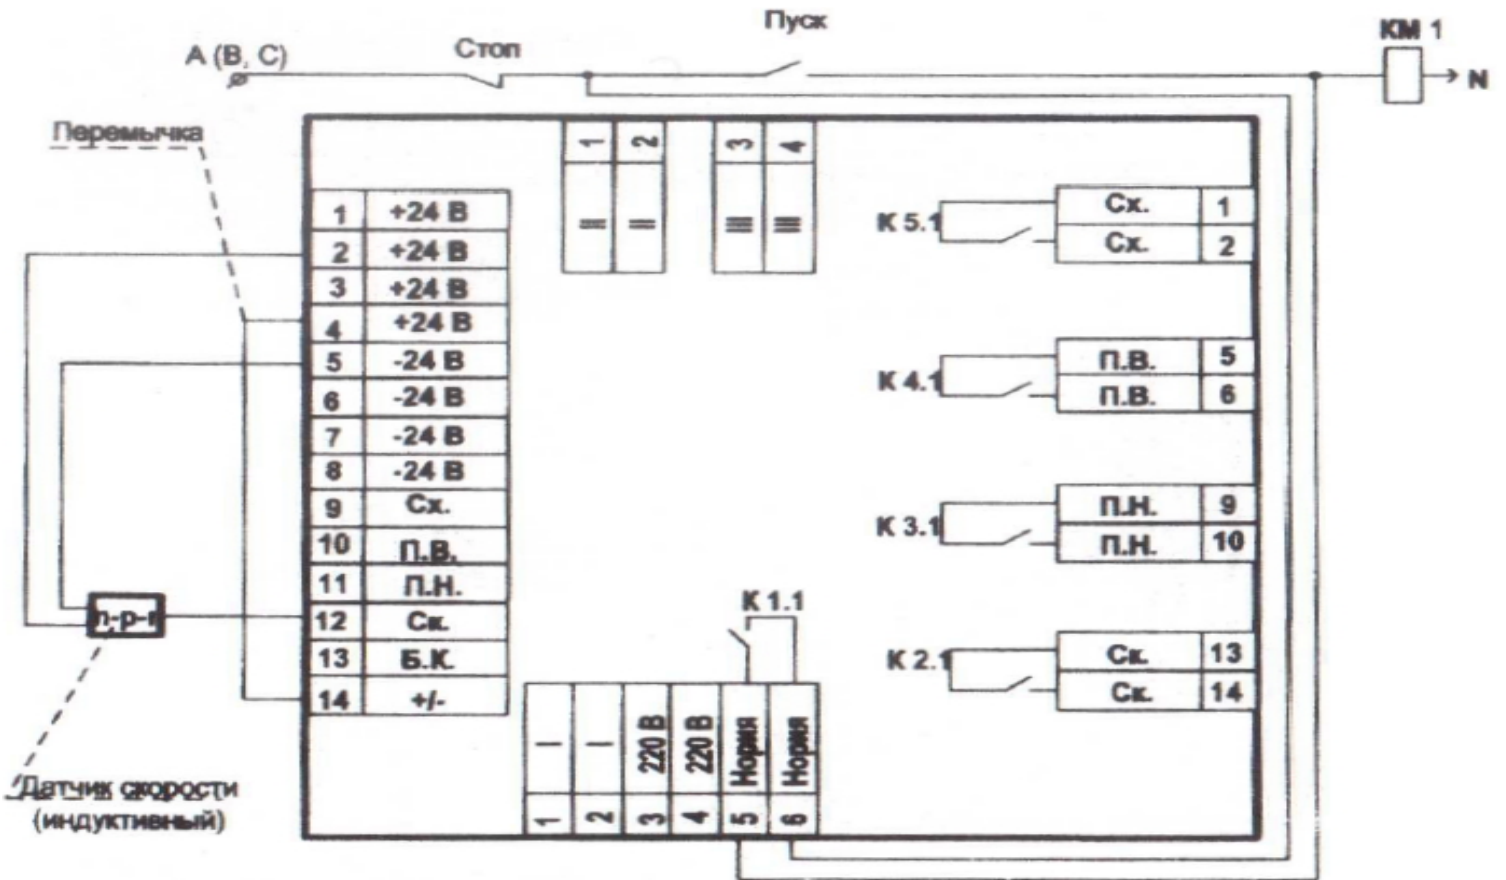 Пуск
КМ 1
А (В, С)
Стоп
N
Перемычка
1 2 3 4
|| || |||| ||||
1 +24 В
2 +24 В
3 +24 В
4 +24 В
5 -24 В
6 -24 В
7 -24 В
8 -24 В
9 Сх.
10 П.В.
11 П.Н.
12 Ск.
13 Б.К.
14 +/-
К 5.1
Сх. 1
Сх. 2
К 4.1
П.В. 5
П.В. 6
К 3.1
П.Н. 9
П.Н. 10
К 2.1
Ск. 13
Ск. 14
К 1.1
n-p-n
Датчик скорости
(индуктивный)
| | 220 В 220 В Нория Нория
1 2 3 4 5 6